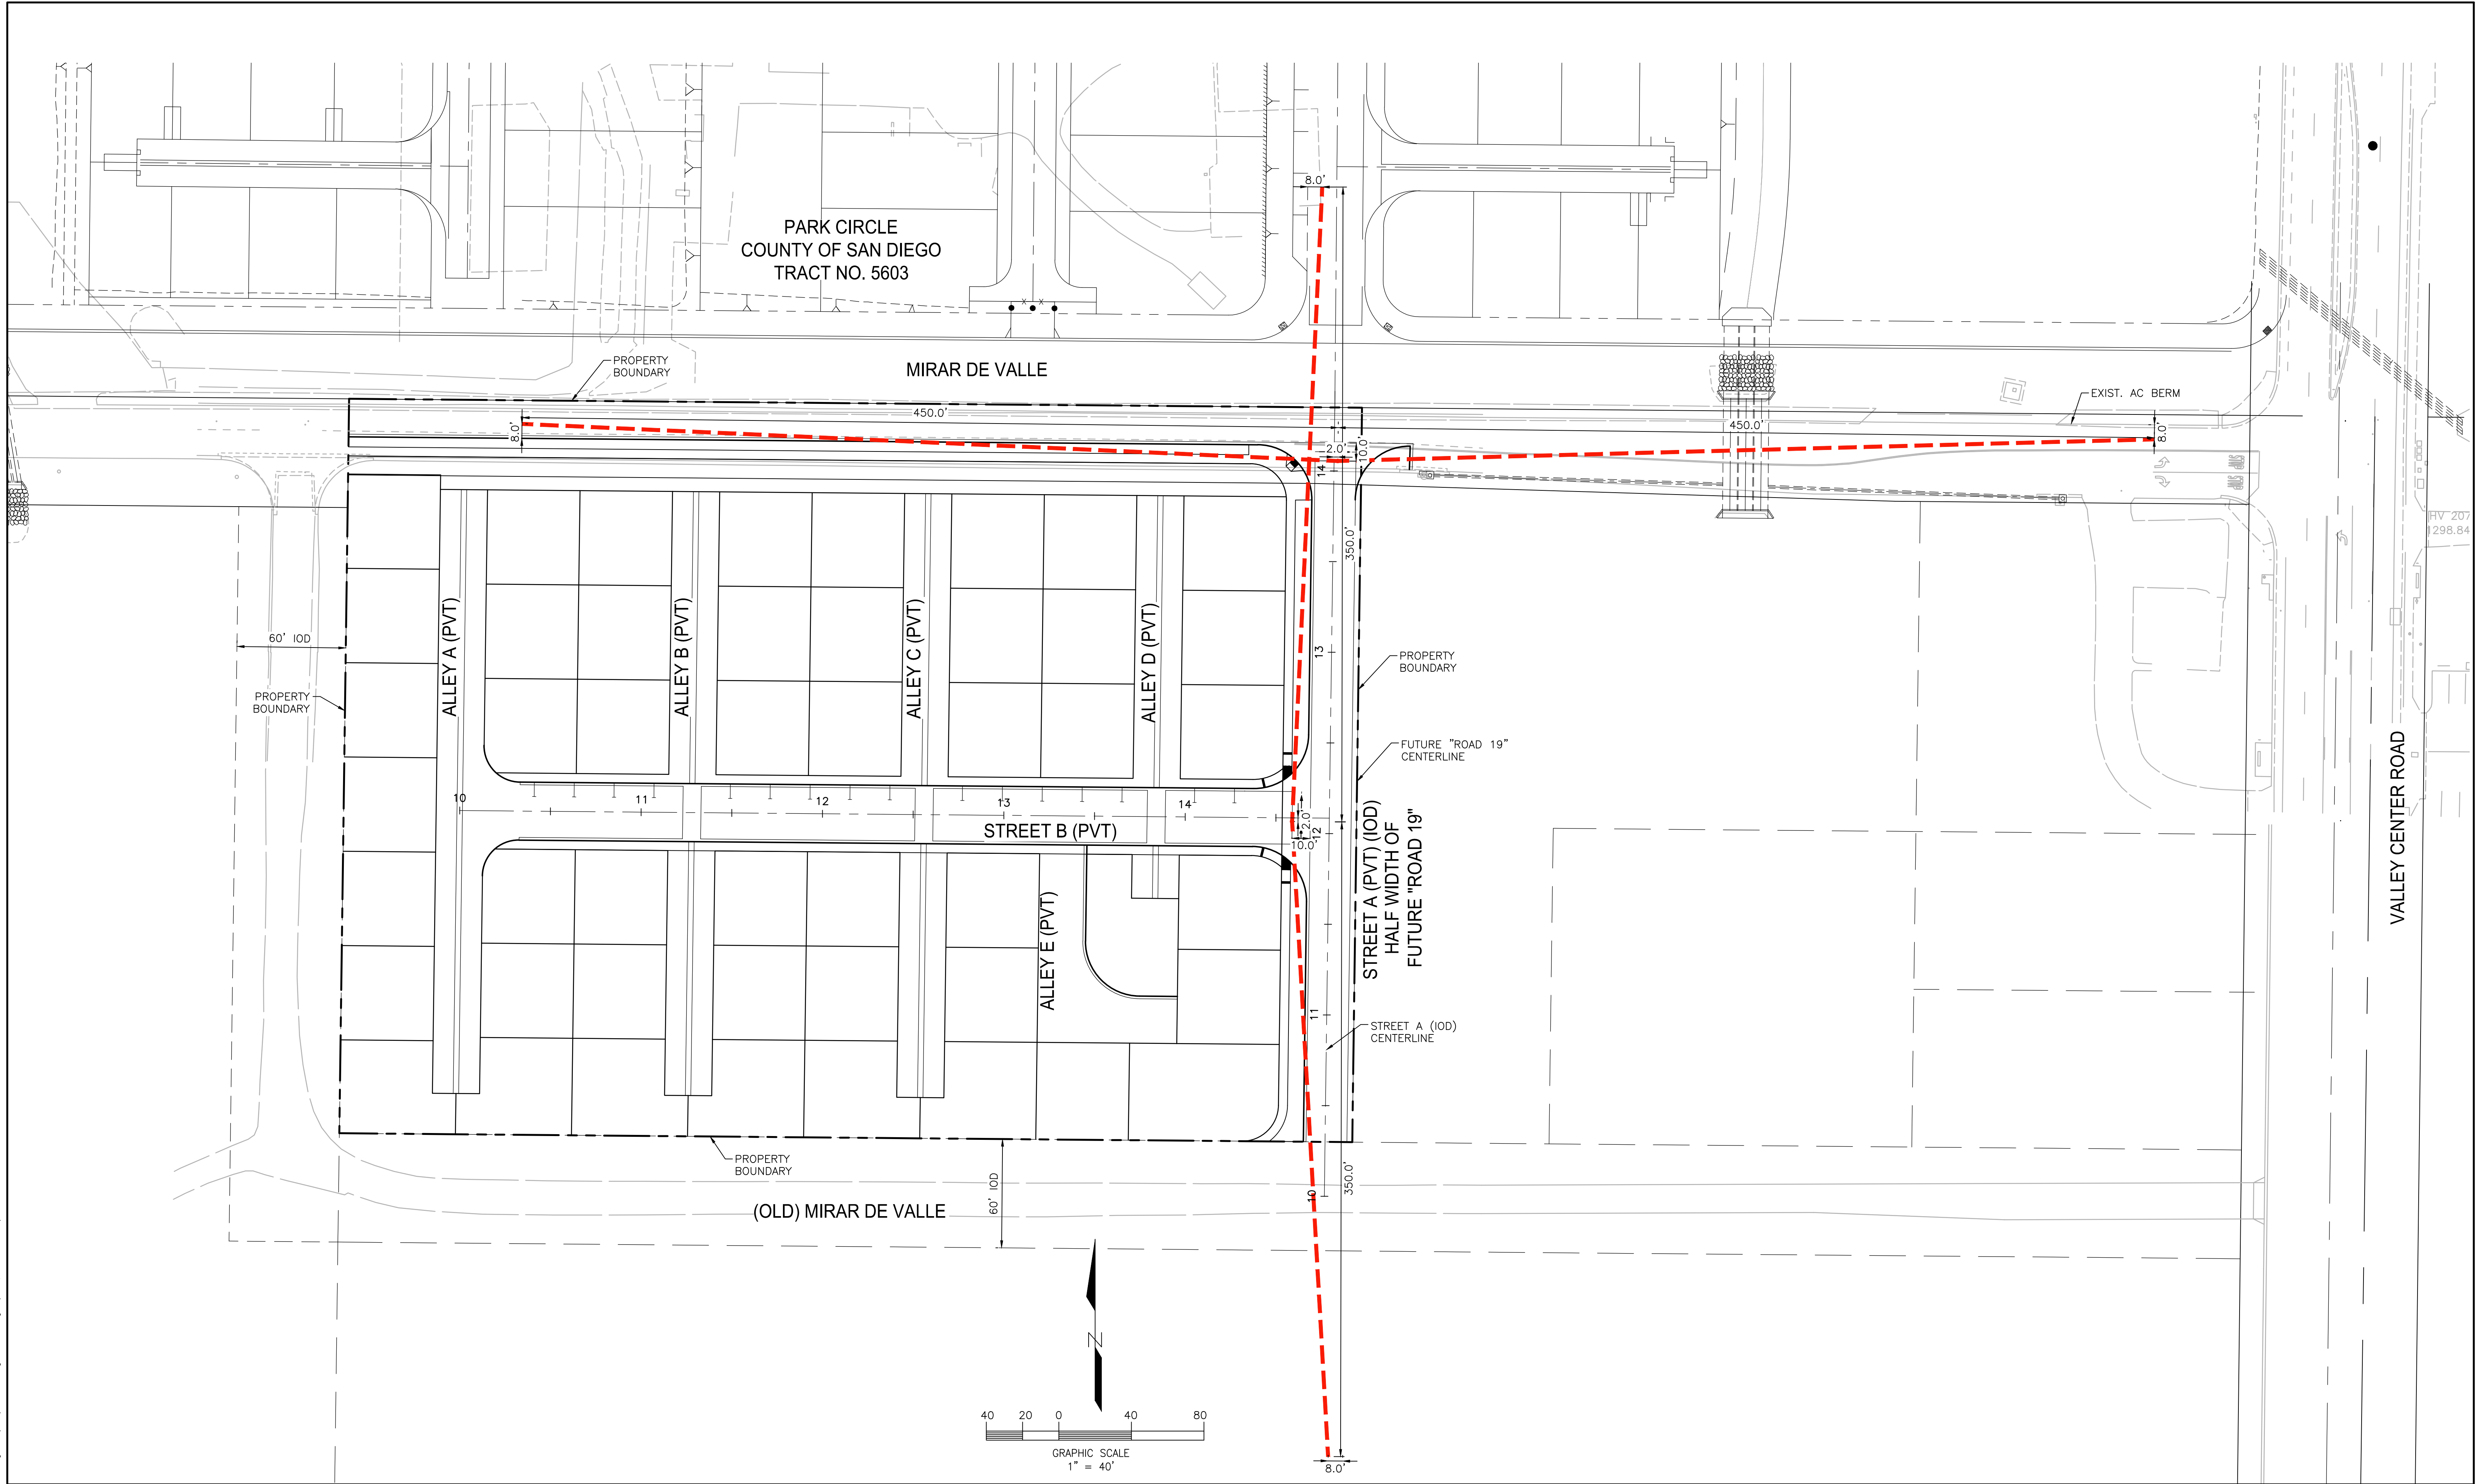 8.0'
PARK CIRCLE
COUNTY OF SAN DIEGO
TRACT NO. 5603
X X
PROPERTY
BOUNDARY
MIRAR DE VALLE
EXIST. AC BERM
450.0'
450.0'
8.0'
8.0'
2.0'
10.0'
14
HV 207
1298.84
350.0'
60' IOD
ALLEY A (PVT)
ALLEY B (PVT)
ALLEY C (PVT)
ALLEY D (PVT)
13
PROPERTY
BOUNDARY
PROPERTY
BOUNDARY
FUTURE "ROAD 19"
CENTERLINE
10
11
12
13
14
STREET B (PVT)
2.0'
12
10.0'
STREET A (PVT) (IOD)
HALF WIDTH OF
FUTURE "ROAD 19"
VALLEY CENTER ROAD
ALLEY E (PVT)
11
STREET A (IOD)
CENTERLINE
PROPERTY
BOUNDARY
60' IOD
10
350.0'
(OLD) MIRAR DE VALLE
N
40 20 0 40 80
GRAPHIC SCALE
1" = 40'
8.0'